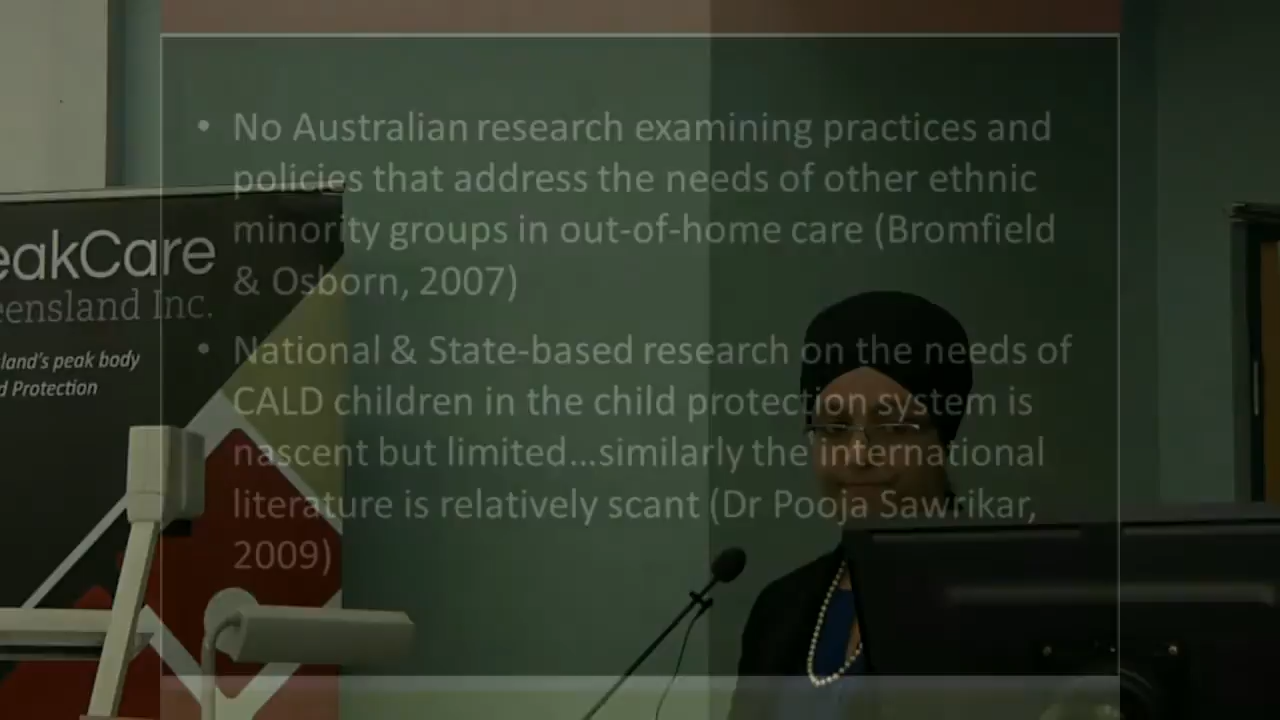 • No Australian research examining practices and
policies that address the needs of other ethnic
minority groups in out-of-home care (Bromfield
& Osborn, 2007)
• National & State-based research on the needs of
CALD children in the child protection system is
nascent but limited...similarly the international
literature is relatively scant (Dr Pooja Sawrikar,
2009)
eakCare
eensland Inc.
land's peak body
d Protection